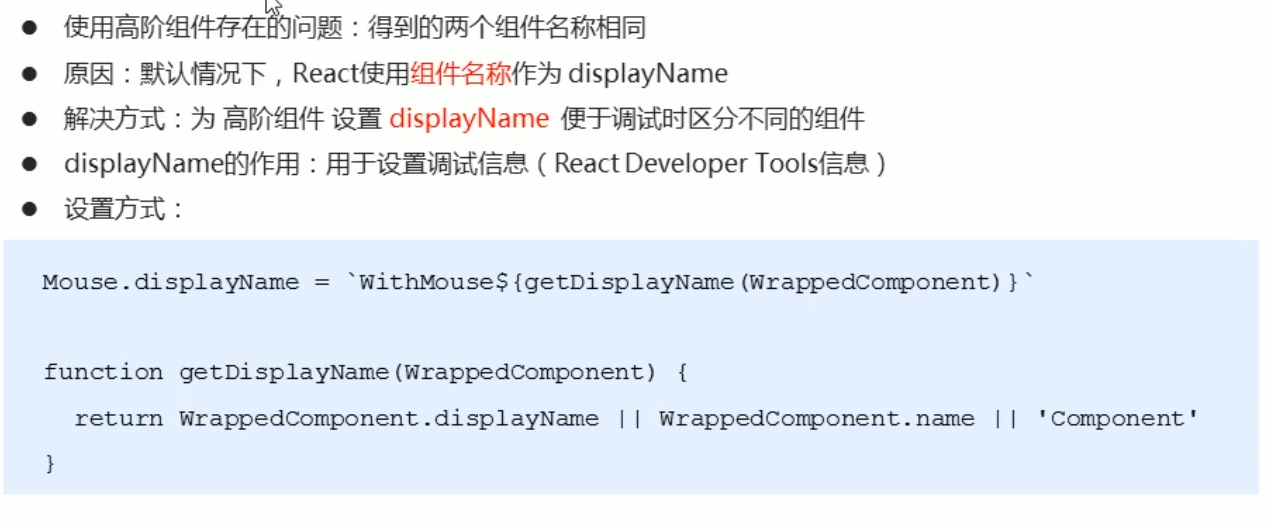 ● 使用高阶组件存在的问题：得到的两个组件名称相同
● 原因：默认情况下，React使用组件名称作为 displayName
● 解决方式：为 高阶组件 设置 displayName 便于调试时区分不同的组件
● displayName的作用：用于设置调试信息（React Developer Tools信息）
● 设置方式：
Mouse.displayName = `WithMouse${getDisplayName(WrappedComponent)}`
function getDisplayName(WrappedComponent) {
  return WrappedComponent.displayName || WrappedComponent.name || 'Component'
}